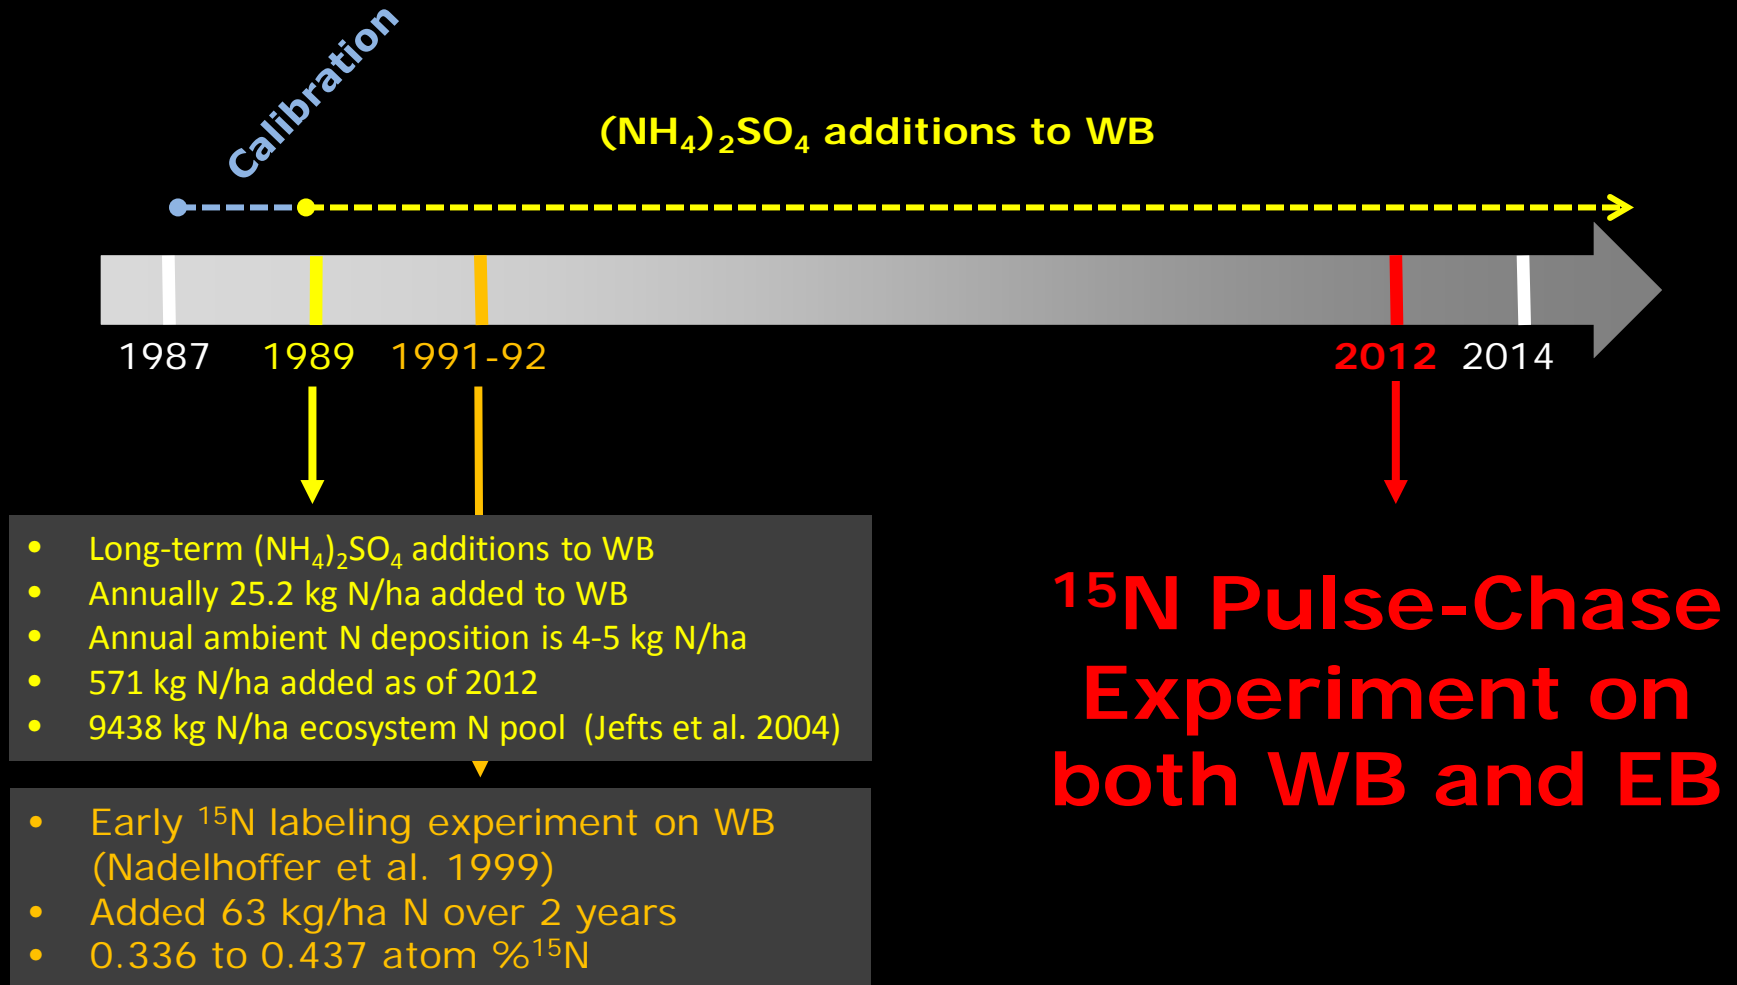 Calibration
(NH₄)₂SO₄ additions to WB
1987
1989
1991-92
2012
2014
• Long-term (NH₄)₂SO₄ additions to WB
• Annually 25.2 kg N/ha added to WB
• Annual ambient N deposition is 4-5 kg N/ha
• 571 kg N/ha added as of 2012
• 9438 kg N/ha ecosystem N pool (Jefts et al. 2004)
• Early ¹⁵N labeling experiment on WB
(Nadelhoffer et al. 1999)
• Added 63 kg/ha N over 2 years
• 0.336 to 0.437 atom %¹⁵N
¹⁵N Pulse-Chase
Experiment on
both WB and EB